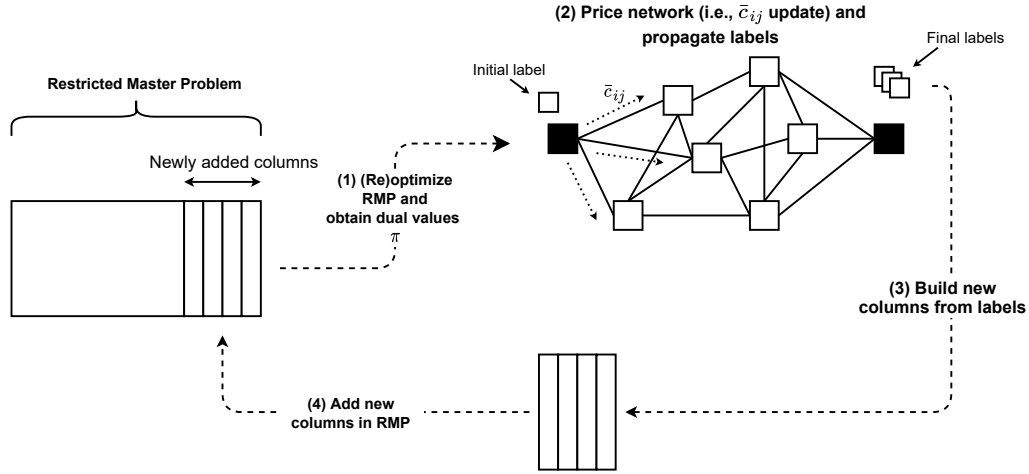 Restricted Master Problem
Newly added columns
(1) (Re)optimize
RMP and
obtain dual values
π
(2) Price network (i.e., c̄ij update) and
propagate labels
Initial label
c̄ij
Final labels
(3) Build new
columns from labels
(4) Add new
columns in RMP